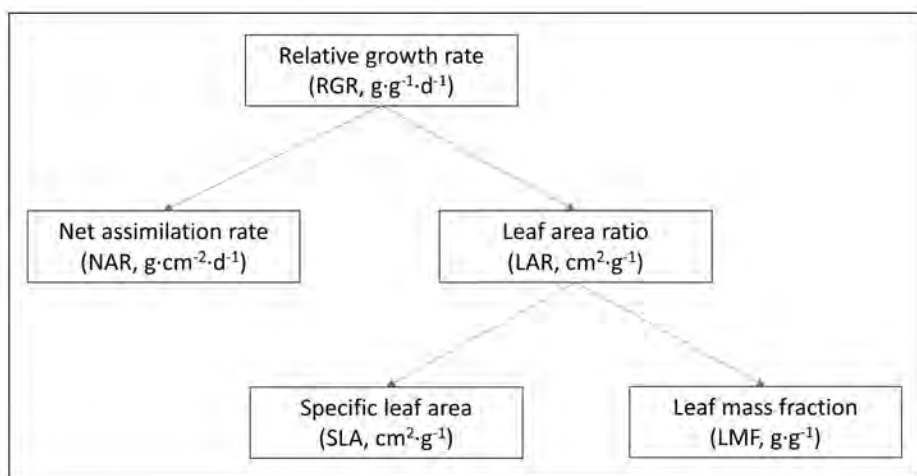 Relative growth rate
(RGR, g·g⁻¹·d⁻¹)
Net assimilation rate
(NAR, g·cm⁻²·d⁻¹)
Leaf area ratio
(LAR, cm²·g⁻¹)
Specific leaf area
(SLA, cm²·g⁻¹)
Leaf mass fraction
(LMF, g·g⁻¹)